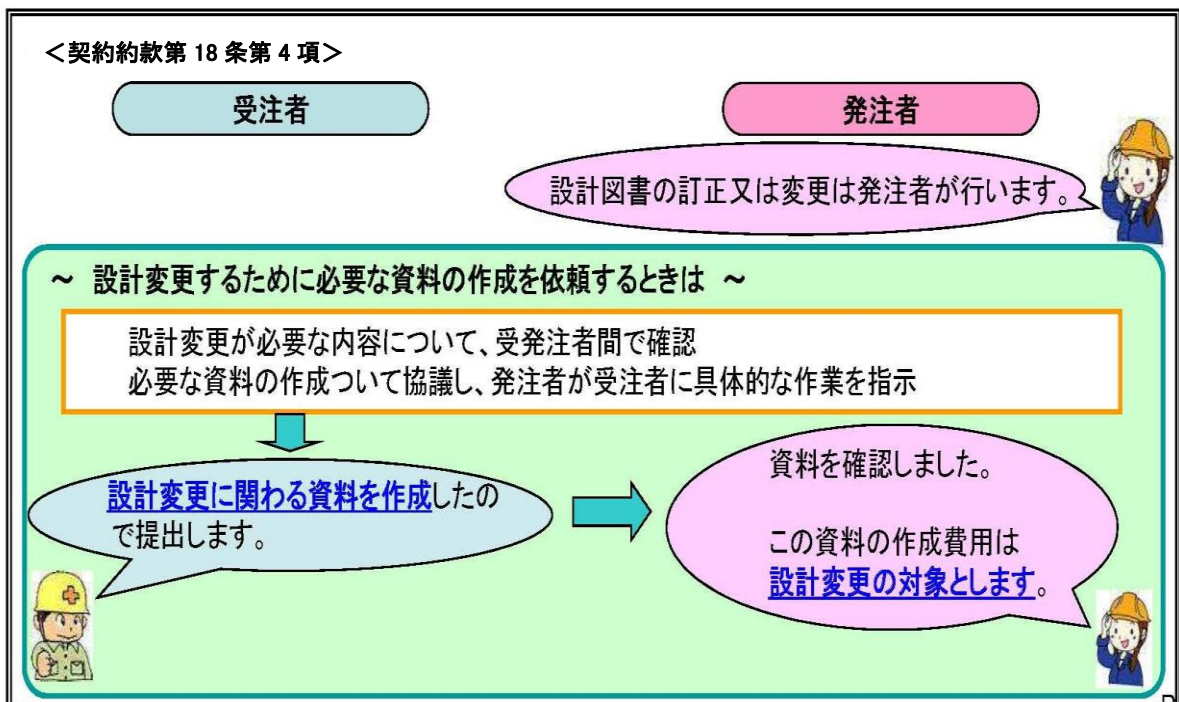 ＜契約約款第 18 条第 4 項＞
受注者
発注者
設計図書の訂正又は変更は発注者が行います。
～ 設計変更するために必要な資料の作成を依頼するときは ～
設計変更が必要な内容について、受発注者間で確認
必要な資料の作成ついて協議し、発注者が受注者に具体的な作業を指示
設計変更に関わる資料を作成したの
で提出します。
資料を確認しました。
この資料の作成費用は
設計変更の対象とします。